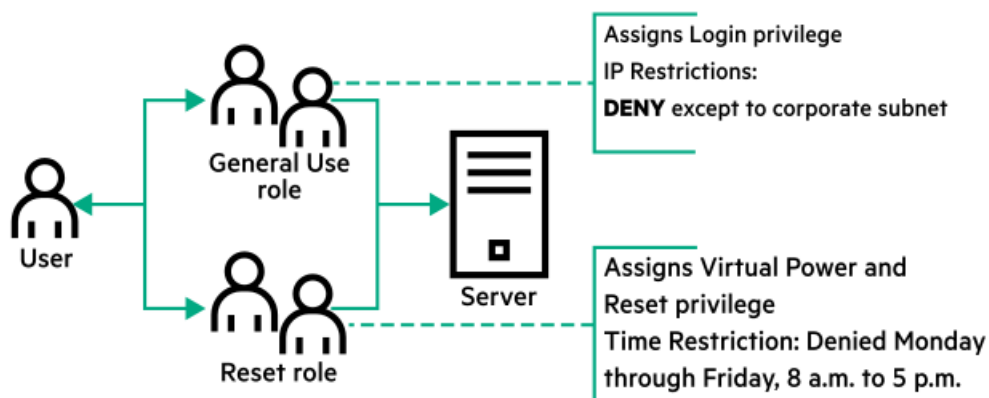 Assigns Login privilege
IP Restrictions:
DENY except to corporate subnet
General Use
role
User
Server
Assigns Virtual Power and
Reset privilege
Time Restriction: Denied Monday
through Friday, 8 a.m. to 5 p.m.
Reset role